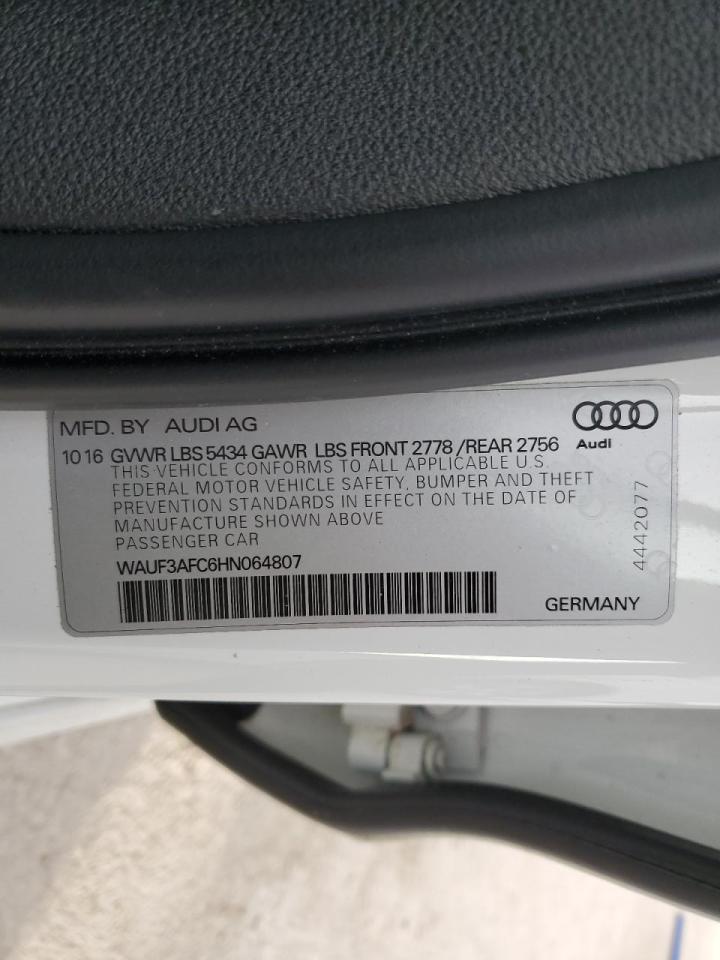 MFD. BY AUDI AG
Audi
10 16 GVWR LBS 5434 GAWR LBS FRONT 2778 /REAR 2756
THIS VEHICLE CONFORMS TO ALL APPLICABLE U.S.
FEDERAL MOTOR VEHICLE SAFETY, BUMPER AND THEFT
PREVENTION STANDARDS IN EFFECT ON THE DATE OF
MANUFACTURE SHOWN ABOVE
PASSENGER CAR
WAUF3AFC6HN064807
GERMANY
4442077